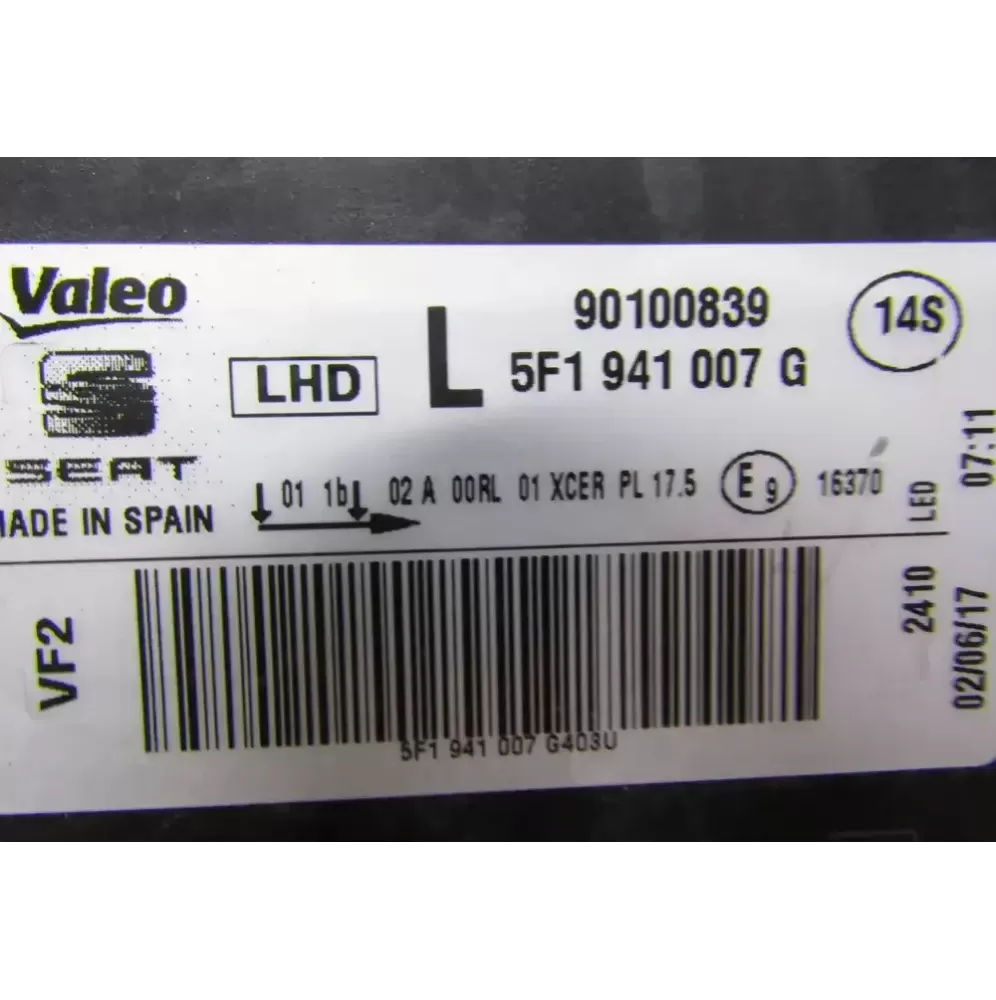 Valeo
SEAT
MADE IN SPAIN
LHD
L
90100839
5F1 941 007 G
14S
01 1b 02 A 00RL 01 XCER PL 17.5 E9 16370
LED
07:11
VF2
5F1 941 007 G403U
2410
02/06/17